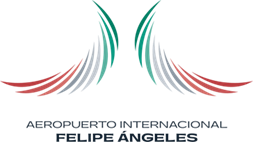 AEROPUERTO INTERNACIONAL
FELIPE ÁNGELES